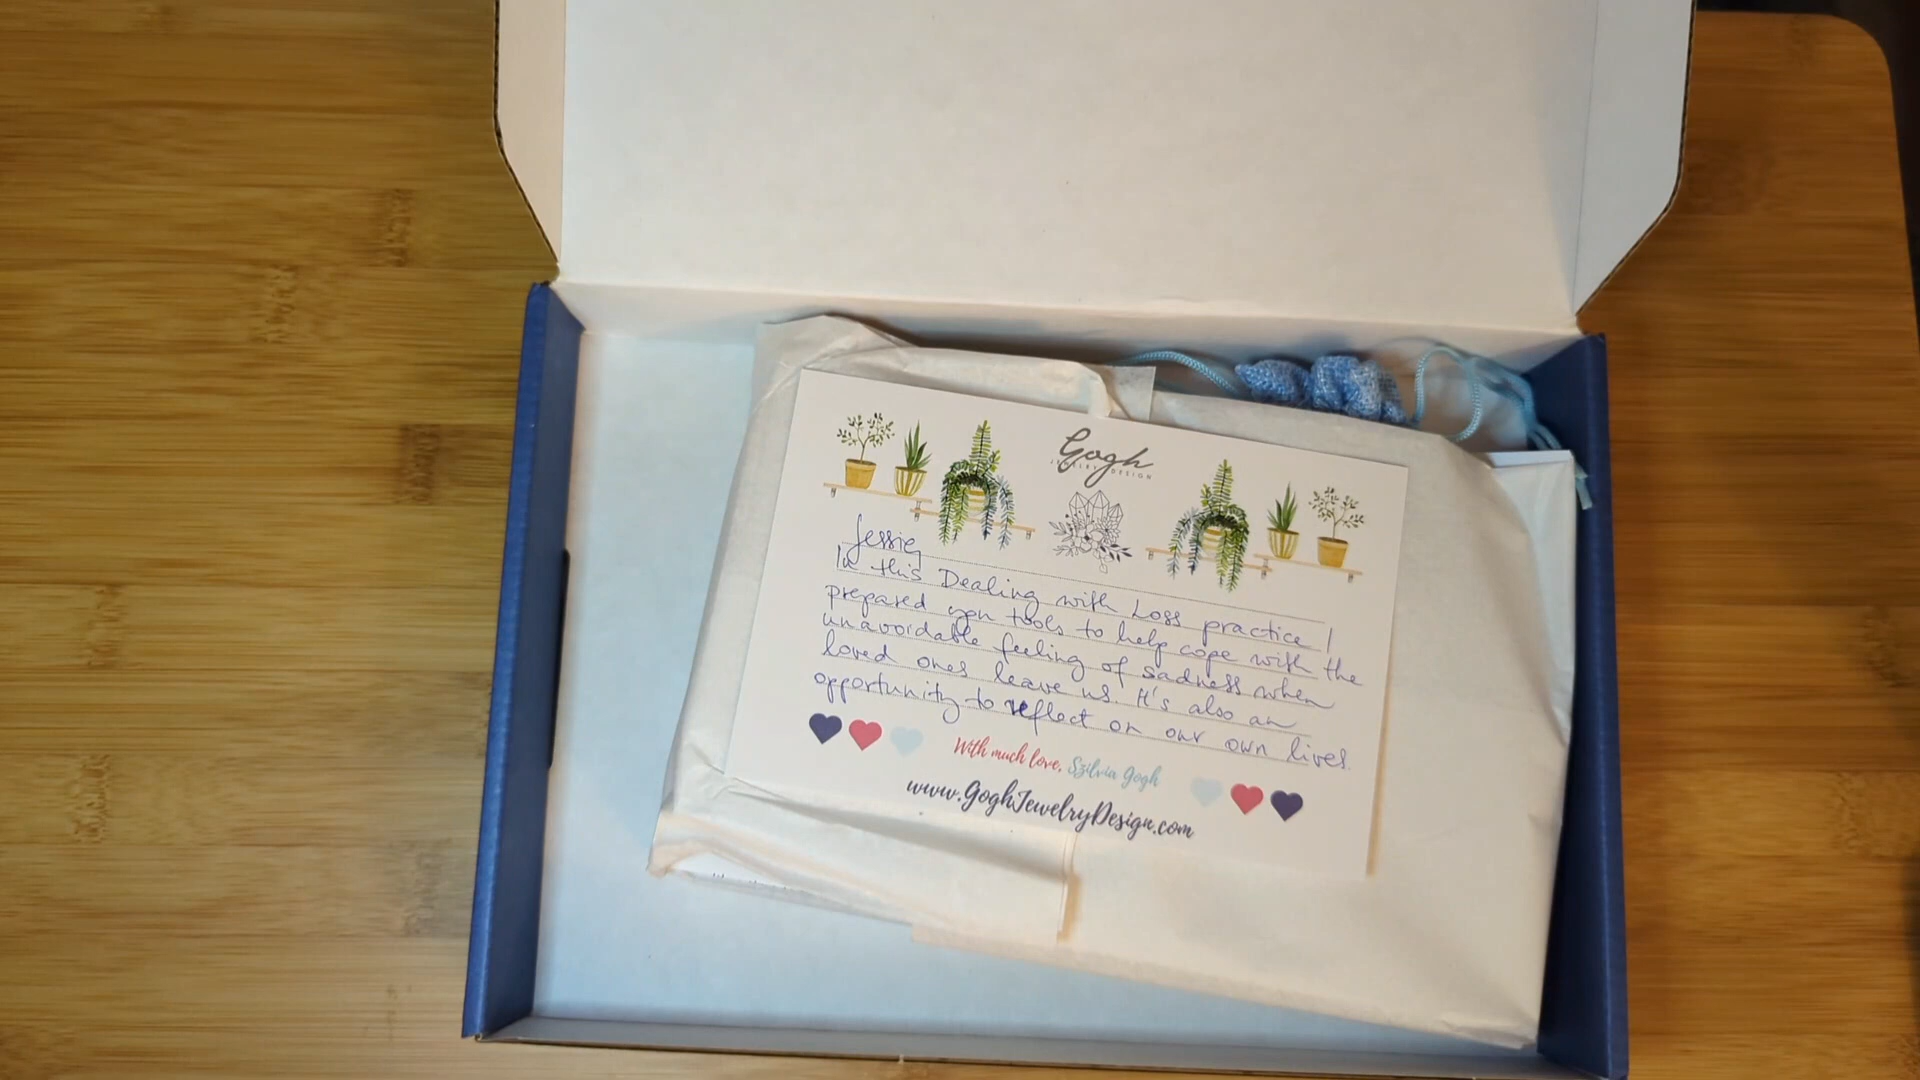 Gogh
JEWELRY DESIGN
Jessie,
In this Dealing with Loss practice I
prepared you tools to help cope with the
unavoidable feeling of sadness when
loved ones leave us. It's also an
opportunity to reflect on our own lives.
With much love, Szilvia Gogh
www.GoghJewelryDesign.com